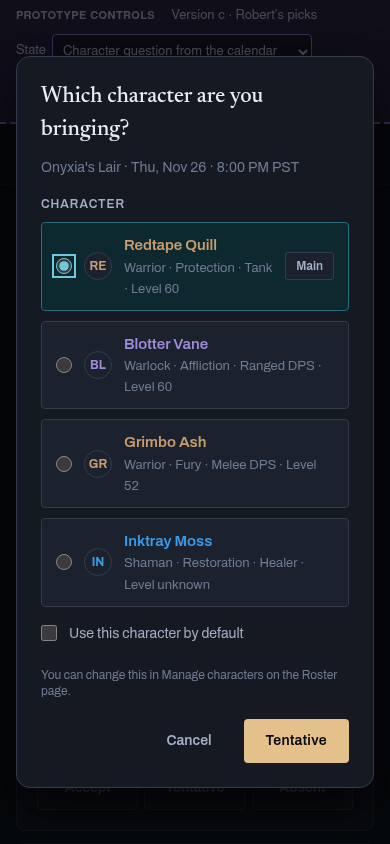 PROTOTYPE CONTROLS Version c · Robert's picks
State Character question from the calendar
Which character are you
bringing?
Onyxia's Lair · Thu, Nov 26 · 8:00 PM PST
CHARACTER
RE
Redtape Quill
Warrior · Protection · Tank
· Level 60
Main
BL
Blotter Vane
Warlock · Affliction · Ranged DPS ·
Level 60
GR
Grimbo Ash
Warrior · Fury · Melee DPS · Level
52
IN
Inktray Moss
Shaman · Restoration · Healer ·
Level unknown
Use this character by default
You can change this in Manage characters on the Roster
page.
Cancel Tentative
Accept Tentative Absent